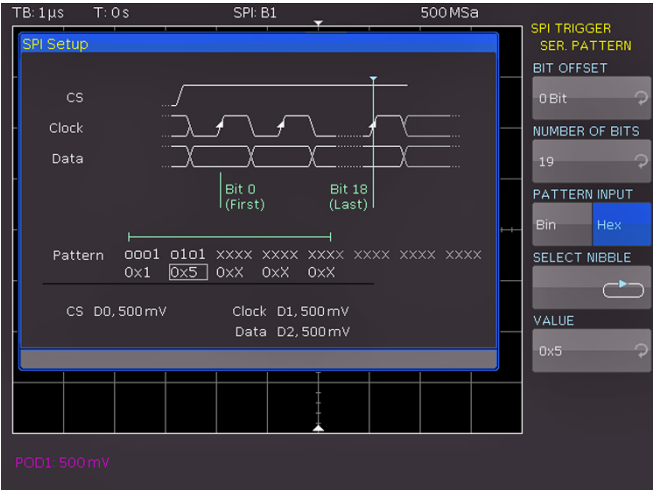 TB: 1 µs T: 0 s SPI: B1 500 MSa
SPI TRIGGER
SER. PATTERN
SPI Setup
BIT OFFSET
0 Bit
CS
Clock
NUMBER OF BITS
Data
19
Bit 0
(First)
Bit 18
(Last)
PATTERN INPUT
Bin Hex
Pattern 0001 0101 XXXX XXXX XXXX XXXX XXXX XXXX
0x1 0x5 0xX 0xX 0xX
SELECT NIBBLE
CS D0, 500 mV Clock D1, 500 mV
Data D2, 500 mV
VALUE
0x5
POD1: 500 mV